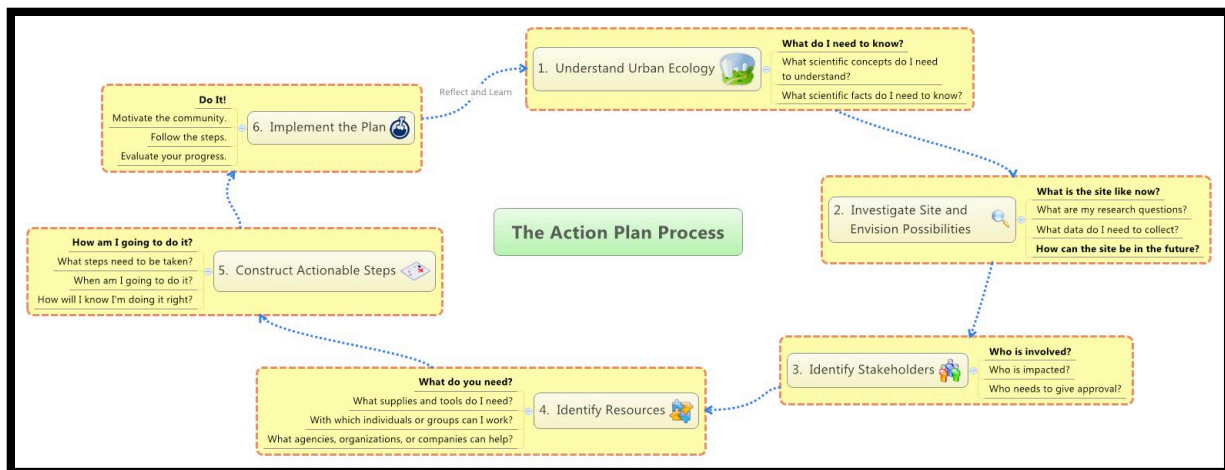 The Action Plan Process
1. Understand Urban Ecology
What do I need to know?
What scientific concepts do I need
to understand?
What scientific facts do I need to know?
2. Investigate Site and
Envision Possibilities
What is the site like now?
What are my research questions?
What data do I need to collect?
How can the site be in the future?
3. Identify Stakeholders
Who is involved?
Who is impacted?
Who needs to give approval?
4. Identify Resources
What do you need?
What supplies and tools do I need?
With which individuals or groups can I work?
What agencies, organizations, or companies can help?
5. Construct Actionable Steps
How am I going to do it?
What steps need to be taken?
When am I going to do it?
How will I know I'm doing it right?
6. Implement the Plan
Do It!
Motivate the community.
Follow the steps.
Evaluate your progress.
Reflect and Learn